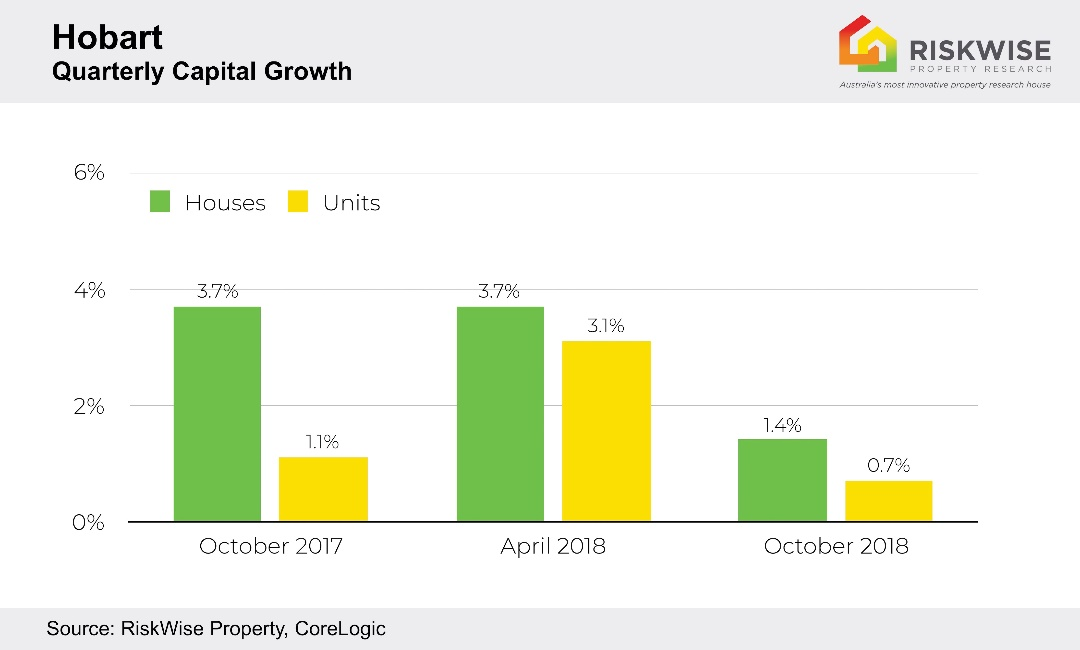 Hobart
Quarterly Capital Growth
RISKWISE
PROPERTY RESEARCH
Australia's most innovative property research house
6%
Houses Units
4%
3.7% 3.7%
3.1%
2%
1.4%
1.1%
0.7%
0%
October 2017 April 2018 October 2018
Source: RiskWise Property, CoreLogic